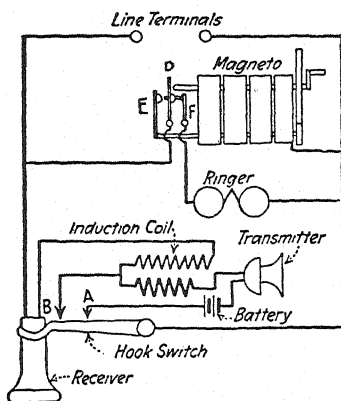 Line Terminals
Magneto
D
E
F
Ringer
Induction Coil
Transmitter
B
A
Battery
Hook Switch
Receiver